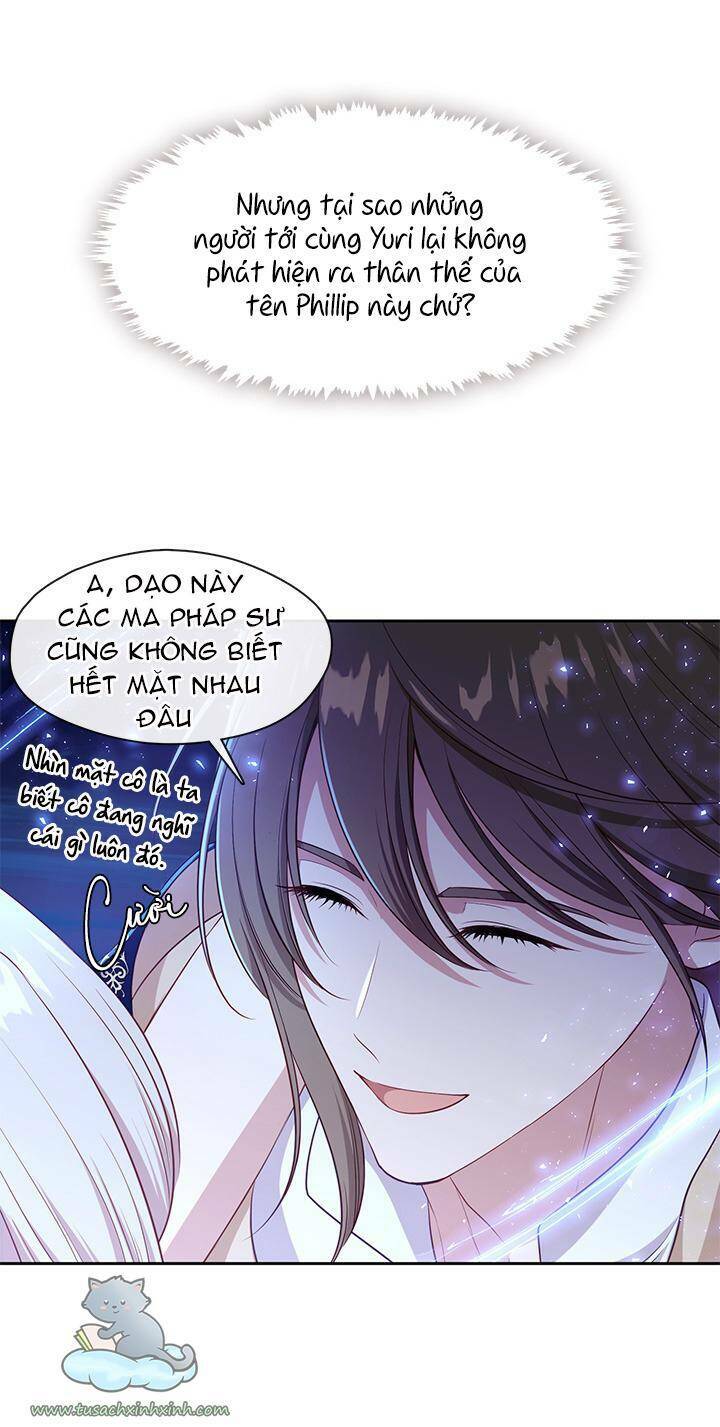 Nhưng tại sao những
người tới cùng Yuri lại không
phát hiện ra thân thế của
tên Phillip này chứ?
A, DẠO NÀY
CÁC MA PHÁP SƯ
CŨNG KHÔNG BIẾT
HẾT MẶT NHAU
ĐÂU
Nhìn mặt cô là ta
biết cô đang nghĩ
cái gì luôn đó.
Cười
www.tusachxinhxinh.com